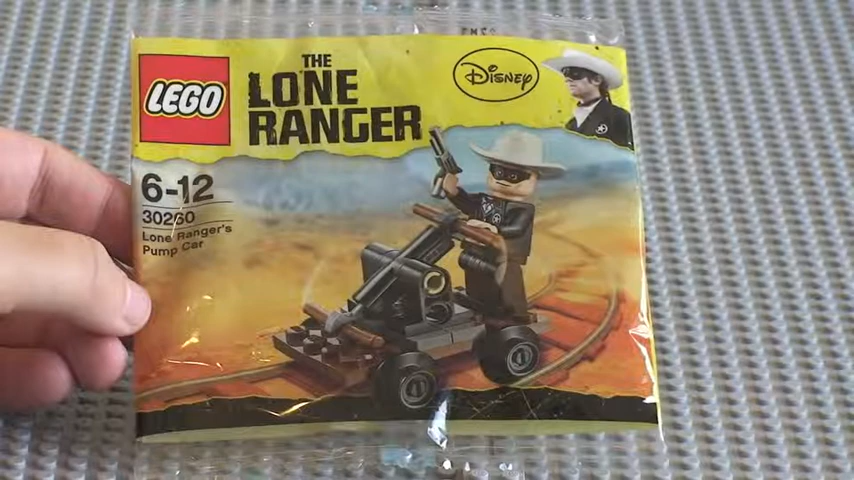 LEGO
THE
LONE
RANGER
Disney
6-12
30260
Lone Ranger's
Pump Car